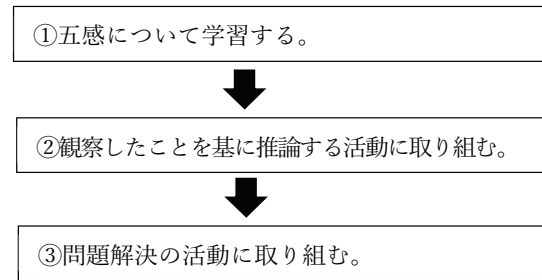 ①五感について学習する。
②観察したことを基に推論する活動に取り組む。
③問題解決の活動に取り組む。